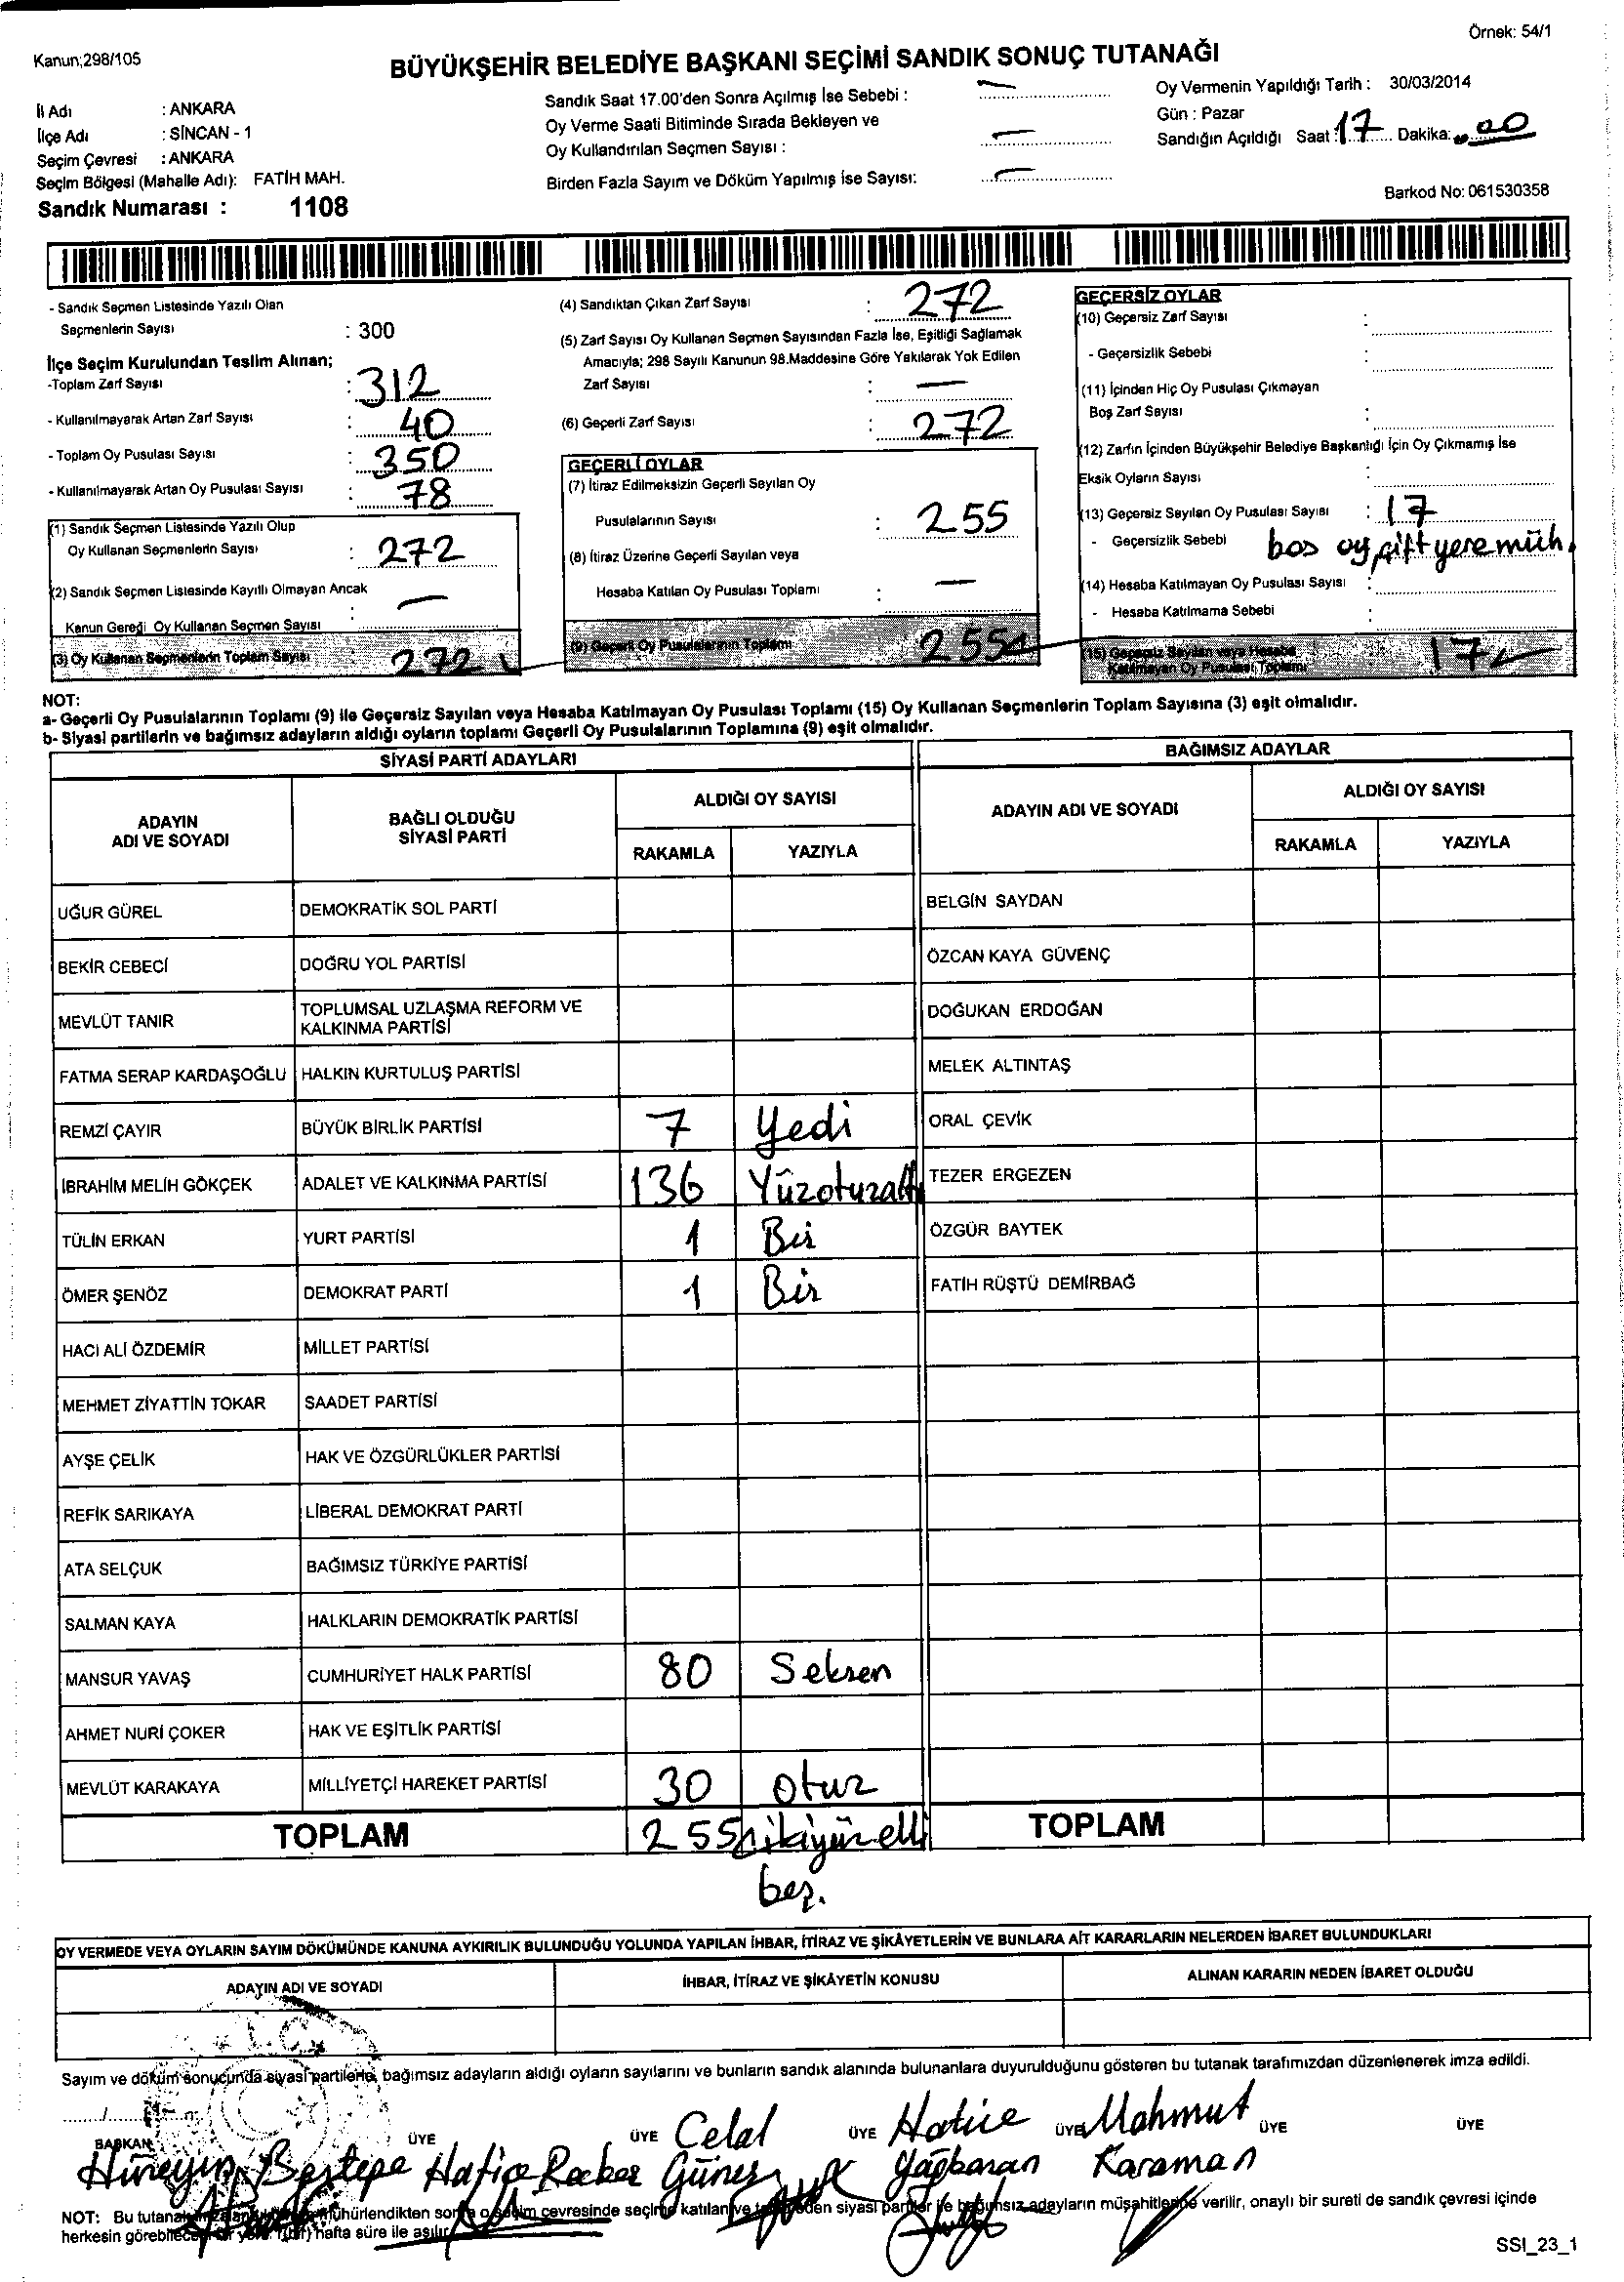 Örnek: 54/1
Kanun;298/105
BÜYÜKŞEHİR BELEDİYE BAŞKANI SEÇİMİ SANDIK SONUÇ TUTANAĞI
İl Adı : ANKARA
İlçe Adı : SİNCAN - 1
Seçim Çevresi : ANKARA
Seçim Bölgesi (Mahalle Adı): FATİH MAH.
Sandık Numarası : 1108
Sandık Saat 17.00'den Sonra Açılmış İse Sebebi : —
Oy Verme Saati Bitiminde Sırada Bekleyen ve
Oy Kullandırılan Seçmen Sayısı : —
Birden Fazla Sayım ve Döküm Yapılmış İse Sayısı: —
Oy Vermenin Yapıldığı Tarih : 30/03/2014
Gün : Pazar
Sandığın Açıldığı Saat : 17 Dakika: 00
Barkod No: 061530358
- Sandık Seçmen Listesinde Yazılı Olan
Seçmenlerin Sayısı : 300
İlçe Seçim Kurulundan Teslim Alınan;
-Toplam Zarf Sayısı : 312
- Kullanılmayarak Artan Zarf Sayısı : 40
- Toplam Oy Pusulası Sayısı : 350
- Kullanılmayarak Artan Oy Pusulası Sayısı : 78
(1) Sandık Seçmen Listesinde Yazılı Olup
Oy Kullanan Seçmenlerin Sayısı : 272
(2) Sandık Seçmen Listesinde Kayıtlı Olmayan Ancak
Kanun Gereği Oy Kullanan Seçmen Sayısı : —
(3) Oy Kullanan Seçmenlerin Toplam Sayısı : 272
(4) Sandıktan Çıkan Zarf Sayısı : 272
(5) Zarf Sayısı Oy Kullanan Seçmen Sayısından Fazla İse, Eşitliği Sağlamak
Amacıyla; 298 Sayılı Kanunun 98.Maddesine Göre Yakılarak Yok Edilen
Zarf Sayısı : —
(6) Geçerli Zarf Sayısı : 272
GEÇERLİ OYLAR
(7) İtiraz Edilmeksizin Geçerli Sayılan Oy
Pusulalarının Sayısı : 255
(8) İtiraz Üzerine Geçerli Sayılan veya
Hesaba Katılan Oy Pusulası Toplamı : —
(9) Geçerli Oy Pusulalarının Toplamı 255
GEÇERSİZ OYLAR
(10) Geçersiz Zarf Sayısı :
- Geçersizlik Sebebi :
(11) İçinden Hiç Oy Pusulası Çıkmayan
Boş Zarf Sayısı :
(12) Zarfın İçinden Büyükşehir Belediye Başkanlığı İçin Oy Çıkmamış İse
Eksik Oyların Sayısı :
(13) Geçersiz Sayılan Oy Pusulası Sayısı : 17
- Geçersizlik Sebebi boş oy, çift yere müh.
(14) Hesaba Katılmayan Oy Pusulası Sayısı :
- Hesaba Katılmama Sebebi :
(15) Geçersiz Sayılan veya Hesaba
Katılmayan Oy Pusulası Toplamı : 17
NOT:
a- Geçerli Oy Pusulalarının Toplamı (9) ile Geçersiz Sayılan veya Hesaba Katılmayan Oy Pusulası Toplamı (15) Oy Kullanan Seçmenlerin Toplam Sayısına (3) eşit olmalıdır.
b- Siyasi partilerin ve bağımsız adayların aldığı oyların toplamı Geçerli Oy Pusulalarının Toplamına (9) eşit olmalıdır.
SİYASİ PARTİ ADAYLARI BAĞIMSIZ ADAYLAR
ADAYIN ADI VE SOYADI BAĞLI OLDUĞU SİYASİ PARTİ ALDIĞI OY SAYISI ADAYIN ADI VE SOYADI ALDIĞI OY SAYISI
RAKAMLA YAZIYLA RAKAMLA YAZIYLA
UĞUR GÜREL DEMOKRATİK SOL PARTİ BELGİN SAYDAN
BEKİR CEBECİ DOĞRU YOL PARTİSİ ÖZCAN KAYA GÜVENÇ
MEVLÜT TANIR TOPLUMSAL UZLAŞMA REFORM VE KALKINMA PARTİSİ DOĞUKAN ERDOĞAN
FATMA SERAP KARDAŞOĞLU HALKIN KURTULUŞ PARTİSİ MELEK ALTINTAŞ
REMZİ ÇAYIR BÜYÜK BİRLİK PARTİSİ 7 Yedi ORAL ÇEVİK
İBRAHİM MELİH GÖKÇEK ADALET VE KALKINMA PARTİSİ 136 Yüzotuzaltı TEZER ERGEZEN
TÜLİN ERKAN YURT PARTİSİ 1 Bir ÖZGÜR BAYTEK
ÖMER ŞENÖZ DEMOKRAT PARTİ 1 Bir FATİH RÜŞTÜ DEMİRBAĞ
HACI ALİ ÖZDEMİR MİLLET PARTİSİ
MEHMET ZİYATTİN TOKAR SAADET PARTİSİ
AYŞE ÇELİK HAK VE ÖZGÜRLÜKLER PARTİSİ
REFİK SARIKAYA LİBERAL DEMOKRAT PARTİ
ATA SELÇUK BAĞIMSIZ TÜRKİYE PARTİSİ
SALMAN KAYA HALKLARIN DEMOKRATİK PARTİSİ
MANSUR YAVAŞ CUMHURİYET HALK PARTİSİ 80 Seksen
AHMET NURİ ÇOKER HAK VE EŞİTLİK PARTİSİ
MEVLÜT KARAKAYA MİLLİYETÇİ HAREKET PARTİSİ 30 otuz
TOPLAM 255 ikiyüzelli TOPLAM
beş.
OY VERMEDE VEYA OYLARIN SAYIM DÖKÜMÜNDE KANUNA AYKIRILIK BULUNDUĞU YOLUNDA YAPILAN İHBAR, İTİRAZ VE ŞİKÂYETLERİN VE BUNLARA AİT KARARLARIN NELERDEN İBARET BULUNDUKLARI
ADAYIN ADI VE SOYADI İHBAR, İTİRAZ VE ŞİKÂYETİN KONUSU ALINAN KARARIN NEDEN İBARET OLDUĞU
Sayım ve döküm sonucunda siyasi partilerle, bağımsız adayların aldığı oyların sayılarını ve bunların sandık alanında bulunanlara duyurulduğunu gösteren bu tutanak tarafımızdan düzenlenerek imza edildi.
BAŞKAN ÜYE ÜYE ÜYE ÜYE ÜYE ÜYE
Celal Hatice Mahmut
Hüseyin Beştepe Hatice Güneş Yağbasan Karaman
NOT: Bu tutanak mühürlendikten sonra o seçim çevresinde seçime katılan ve siyasi partiler ve bağımsız adayların müşahitlerine verilir, onaylı bir sureti de sandık çevresi içinde
herkesin görebileceği bir yere (bir) hafta süre ile asılır.
SSI_23_1